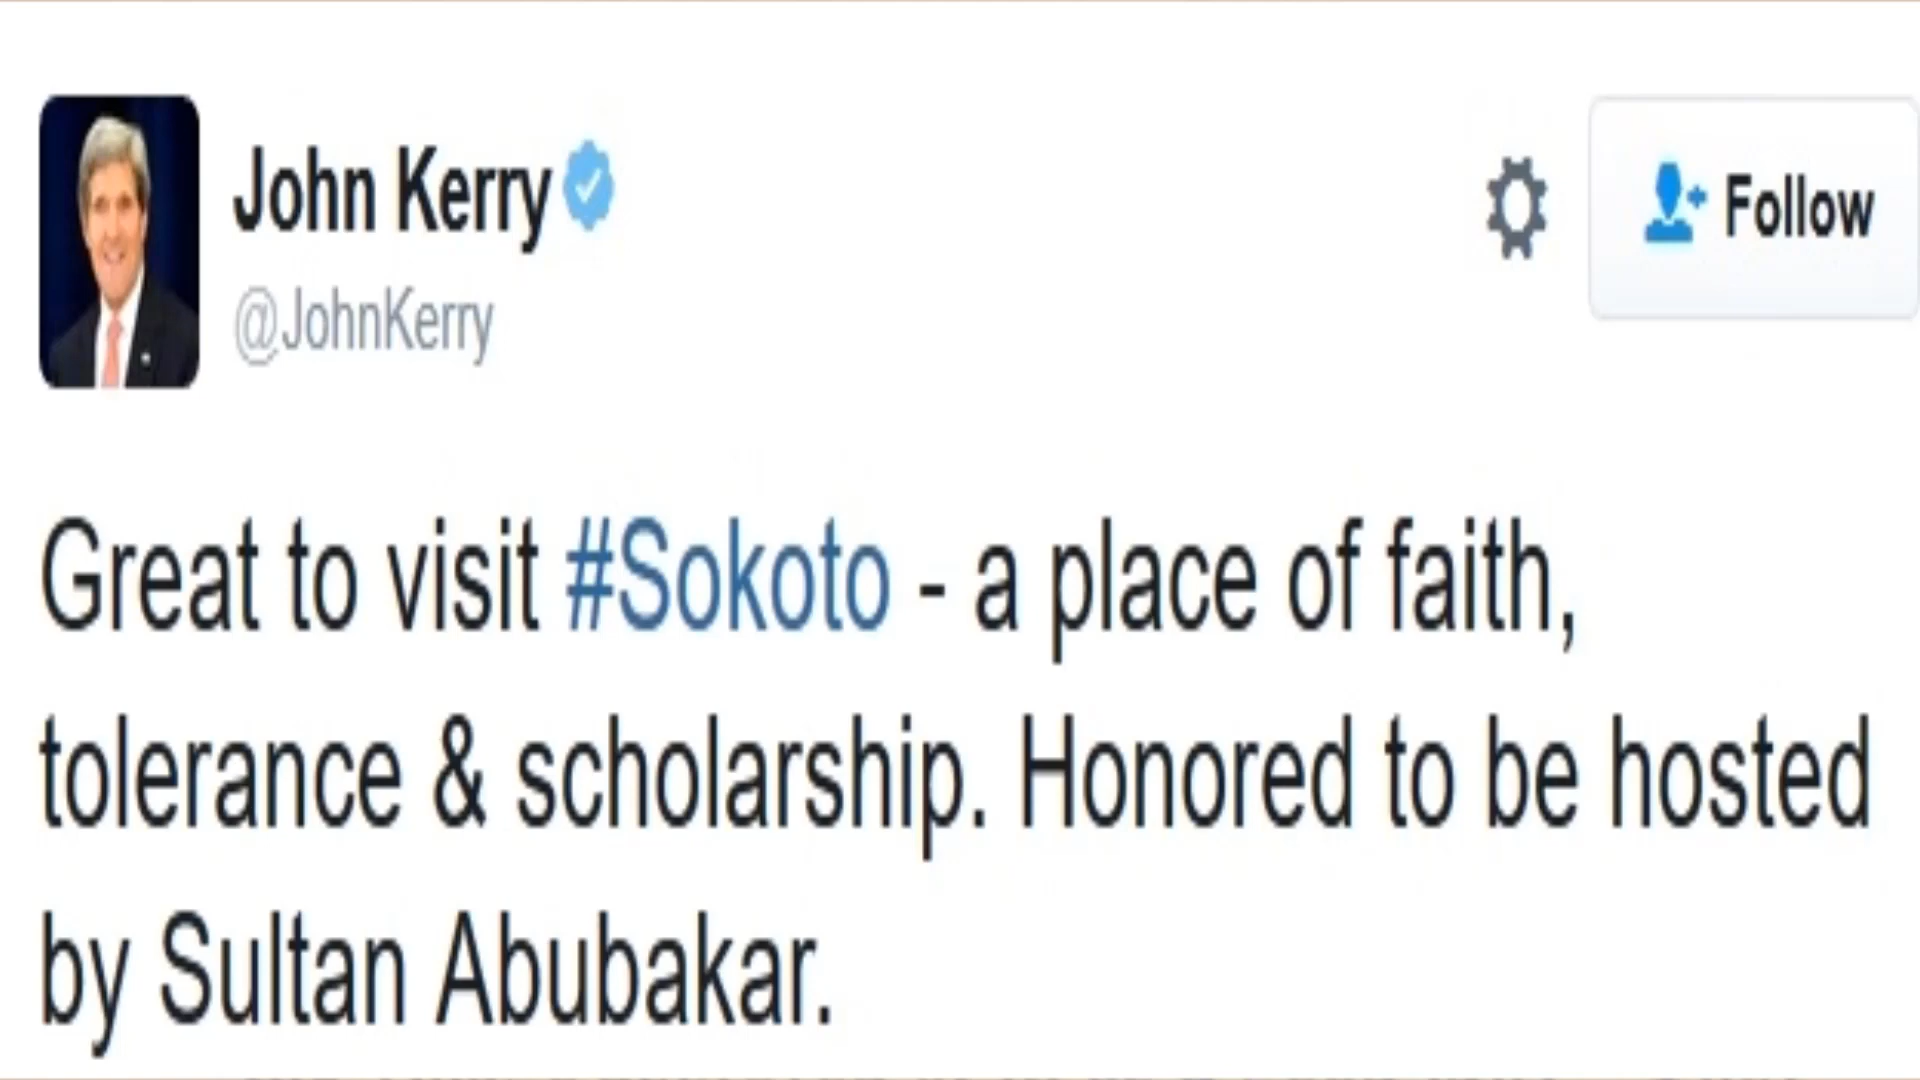 John Kerry
@JohnKerry
Follow
Great to visit #Sokoto - a place of faith,
tolerance & scholarship. Honored to be hosted
by Sultan Abubakar.